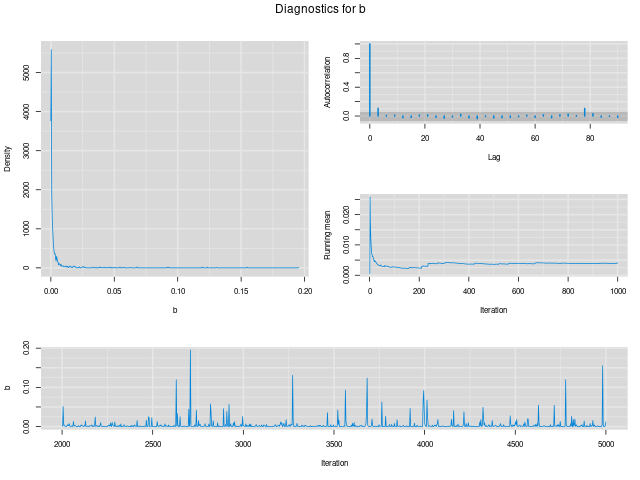 Diagnostics for b
Density
0 1000 2000 3000 4000 5000
0.00 0.05 0.10 0.15 0.20
b
Autocorrelation
0.0 0.4 0.8
0 20 40 60 80
Lag
Running mean
0.000 0.010 0.020
0 200 400 600 800 1000
Iteration
b
0.00 0.10 0.20
2000 2500 3000 3500 4000 4500 5000
Iteration